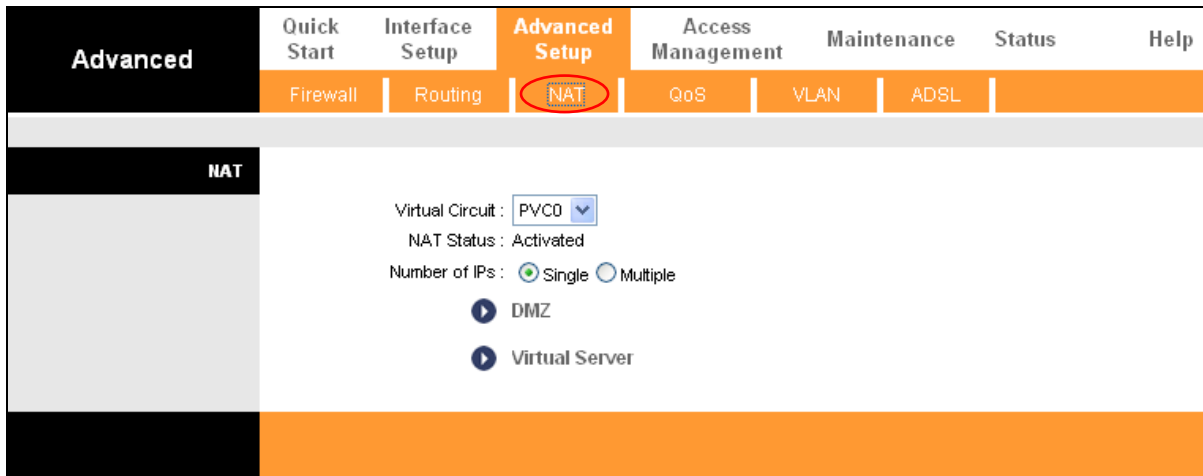 Advanced
Quick Start
Interface Setup
Advanced Setup
Access Management
Maintenance
Status
Help
Firewall
Routing
NAT
QoS
VLAN
ADSL
NAT
Virtual Circuit : PVC0
NAT Status : Activated
Number of IPs : Single Multiple
DMZ
Virtual Server